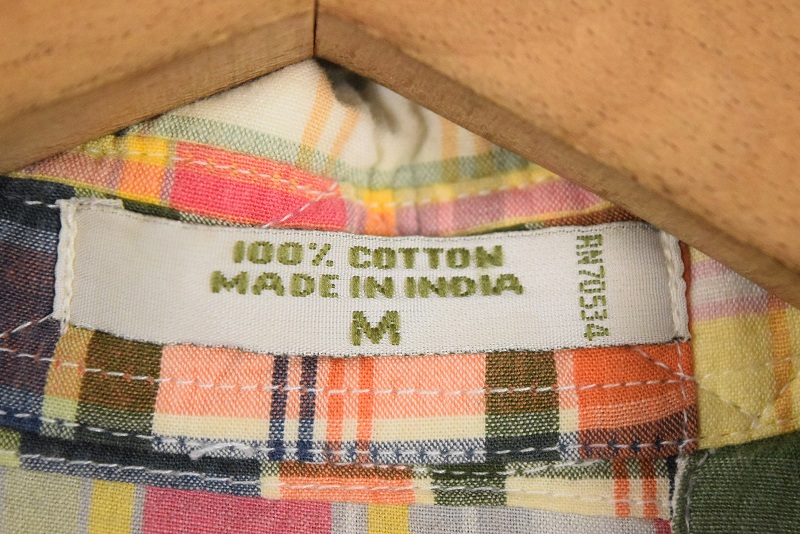 100% COTTON
MADE IN INDIA
M
RN70534